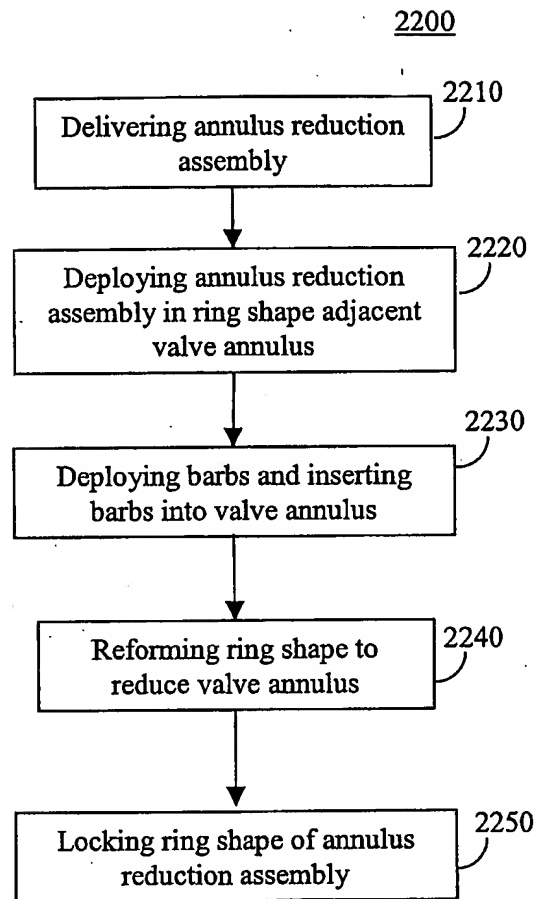 2200
2210
Delivering annulus reduction
assembly
2220
Deploying annulus reduction
assembly in ring shape adjacent
valve annulus
2230
Deploying barbs and inserting
barbs into valve annulus
2240
Reforming ring shape to
reduce valve annulus
2250
Locking ring shape of annulus
reduction assembly